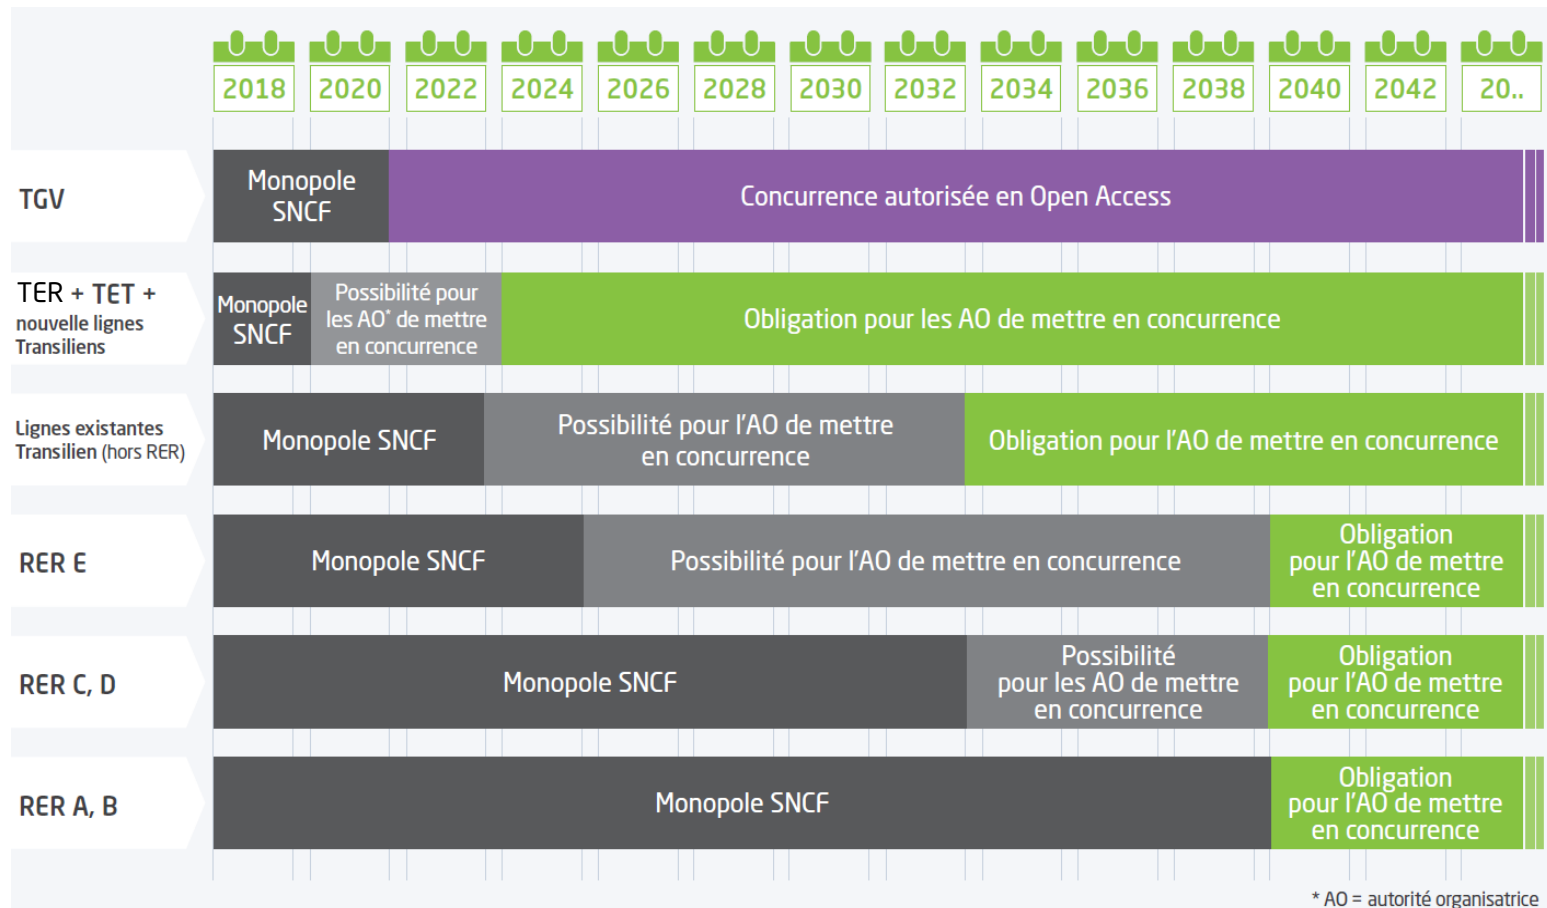 2018 2020 2022 2024 2026 2028 2030 2032 2034 2036 2038 2040 2042 20..
TGV
Monopole
SNCF
Concurrence autorisée en Open Access
TER + TET +
nouvelle lignes
Transiliens
Monopole
SNCF
Possibilité pour
les AO* de mettre
en concurrence
Obligation pour les AO de mettre en concurrence
Lignes existantes
Transilien (hors RER)
Monopole SNCF
Possibilité pour l'AO de mettre
en concurrence
Obligation pour l'AO de mettre en concurrence
RER E
Monopole SNCF
Possibilité pour l'AO de mettre en concurrence
Obligation
pour l'AO de mettre
en concurrence
RER C, D
Monopole SNCF
Possibilité
pour les AO de mettre
en concurrence
Obligation
pour l'AO de mettre
en concurrence
RER A, B
Monopole SNCF
Obligation
pour l'AO de mettre
en concurrence
* AO = autorité organisatrice